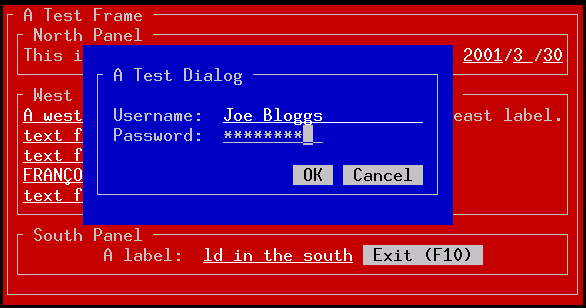 A Test Frame
North Panel
This i 2001/3 /30
A Test Dialog
West
Username: Joe Bloggs
A west east label.
Password: ********
text f
text f
FRANÇO
OK Cancel
text f
South Panel
A label: ld in the south Exit (F10)